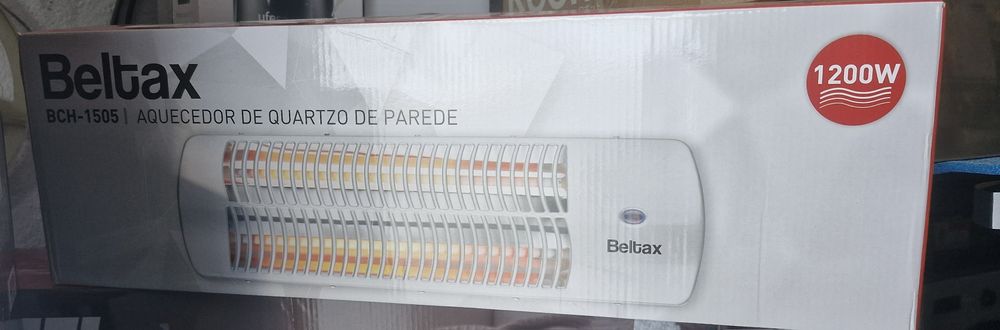 Beltax
BCH-1505 | AQUECEDOR DE QUARTZO DE PAREDE
1200W
Beltax